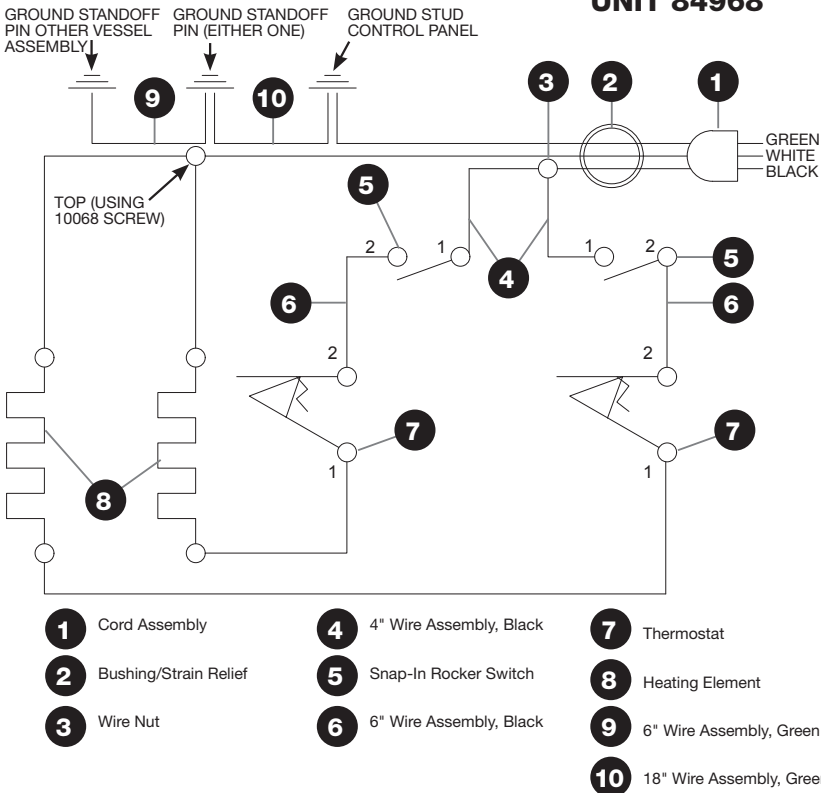 UNIT 84968
GROUND STANDOFF
PIN OTHER VESSEL
ASSEMBLY
GROUND STANDOFF
PIN (EITHER ONE)
GROUND STUD
CONTROL PANEL
9
10
3
2
1
GREEN
WHITE
BLACK
TOP (USING
10068 SCREW)
5
2
1
4
1
2
5
6
6
2
2
7
7
1
1
8
1 Cord Assembly
2 Bushing/Strain Relief
3 Wire Nut
4 4" Wire Assembly, Black
5 Snap-In Rocker Switch
6 6" Wire Assembly, Black
7 Thermostat
8 Heating Element
9 6" Wire Assembly, Green
10 18" Wire Assembly, Gree